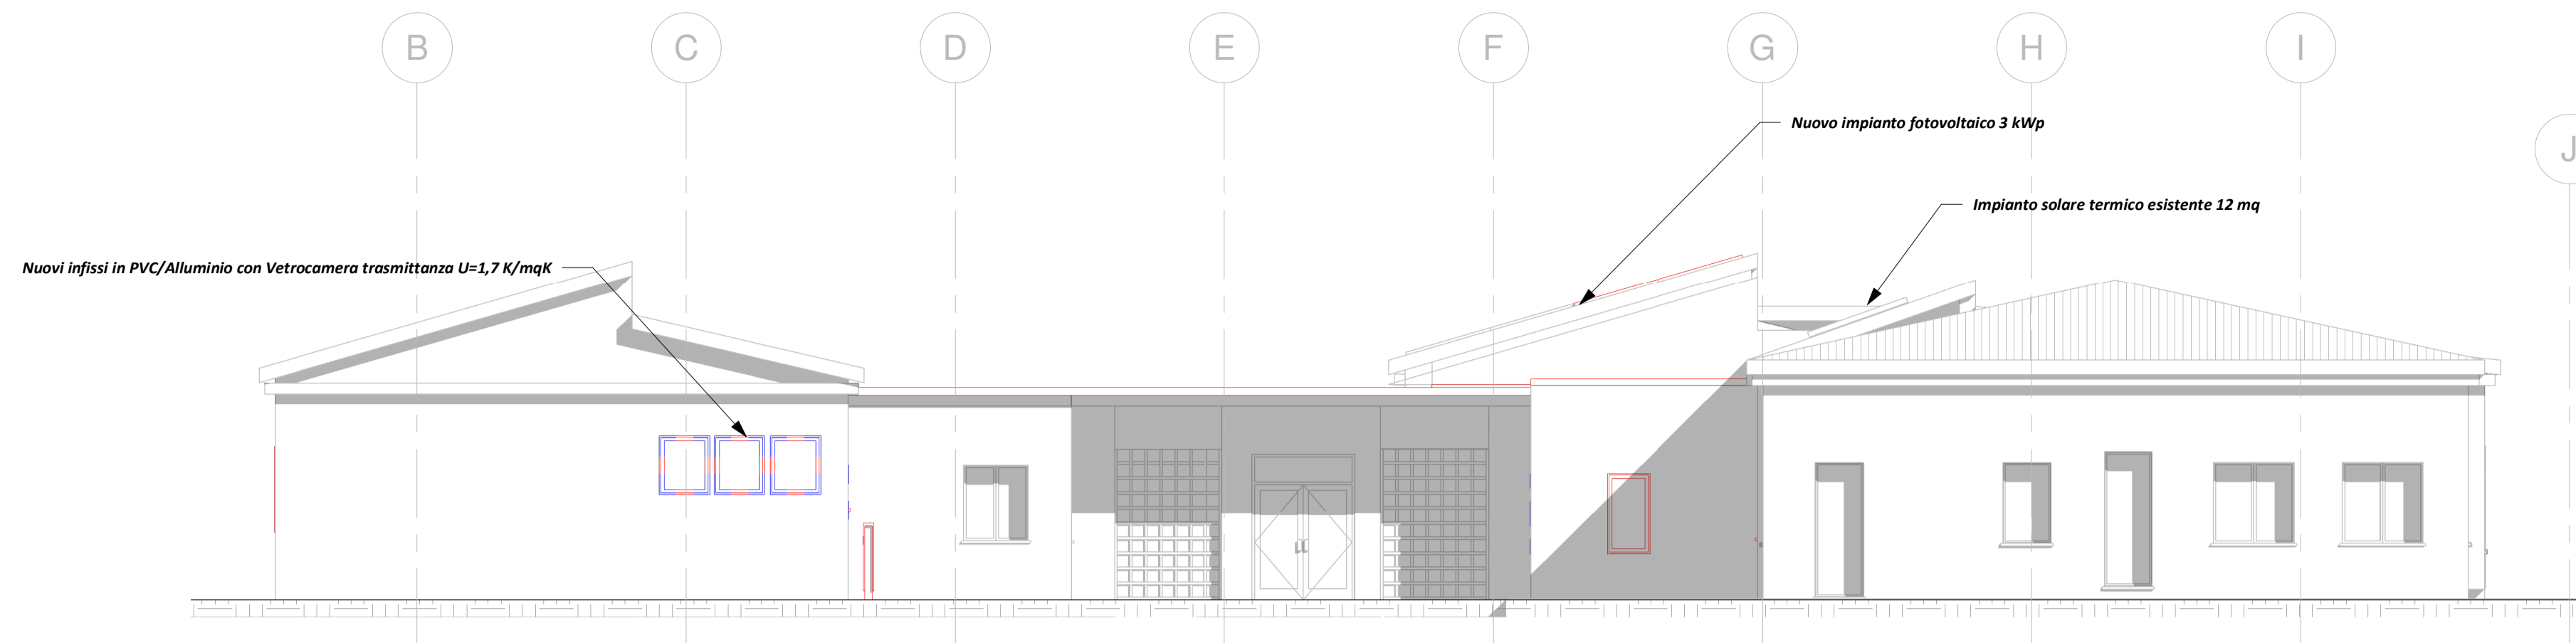 B C D E F G H I
Nuovo impianto fotovoltaico 3 kWp
J
Impianto solare termico esistente 12 mq
Nuovi infissi in PVC/Alluminio con Vetrocamera trasmittanza U=1,7 K/mqK